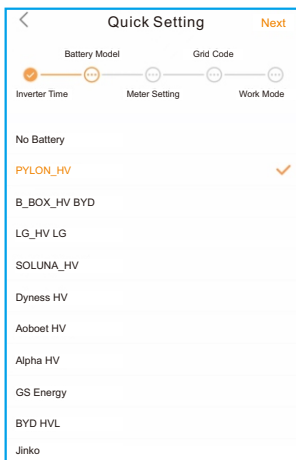 Quick Setting Next
Battery Model Grid Code
Inverter Time Meter Setting Work Mode
No Battery
PYLON_HV
B_BOX_HV BYD
LG_HV LG
SOLUNA_HV
Dyness HV
Aoboet HV
Alpha HV
GS Energy
BYD HVL
Jinko